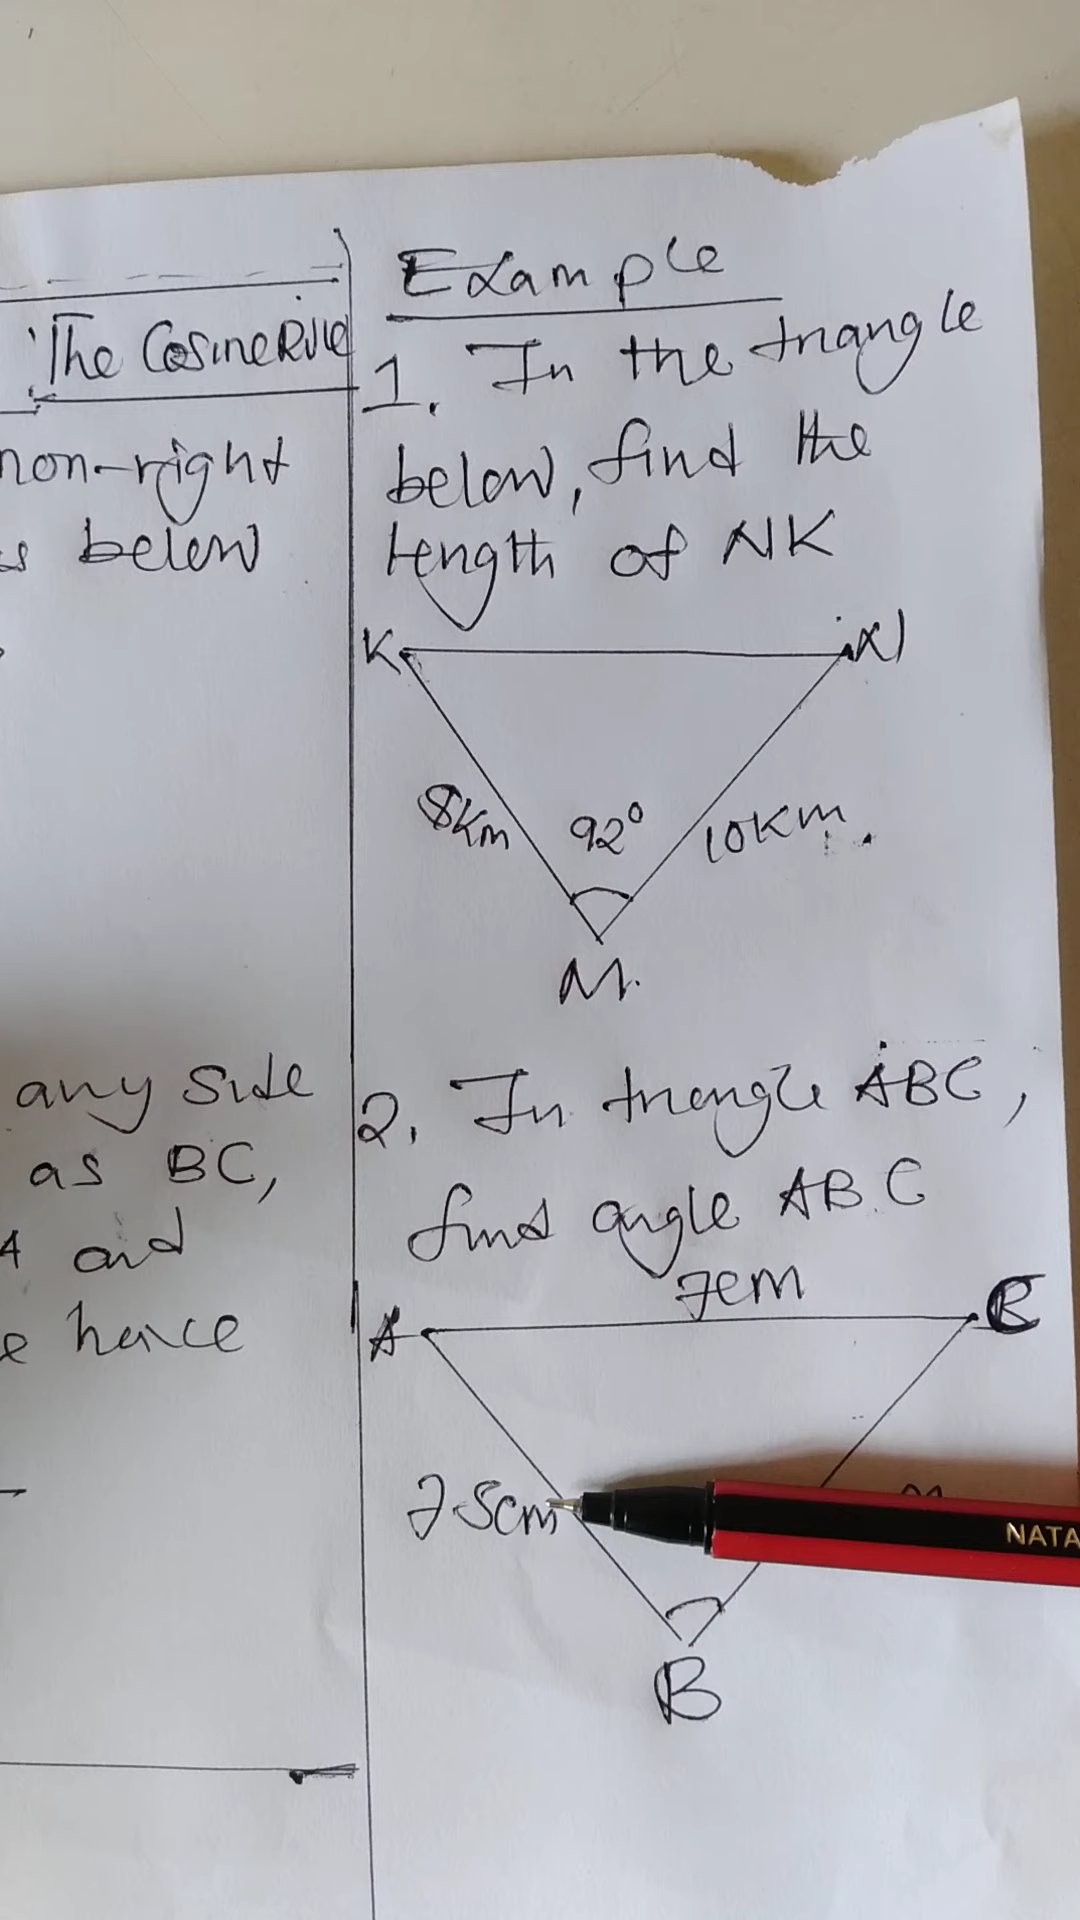 The Cosine Rule
non-right
below
any side
as BC,
and
hence
Example
1. In the triangle
below, find the
length of NK
K
N
8km
92°
10km
M
2. In triangle ABC,
find angle ABC
7cm
A
C
7.5cm
NATA
B